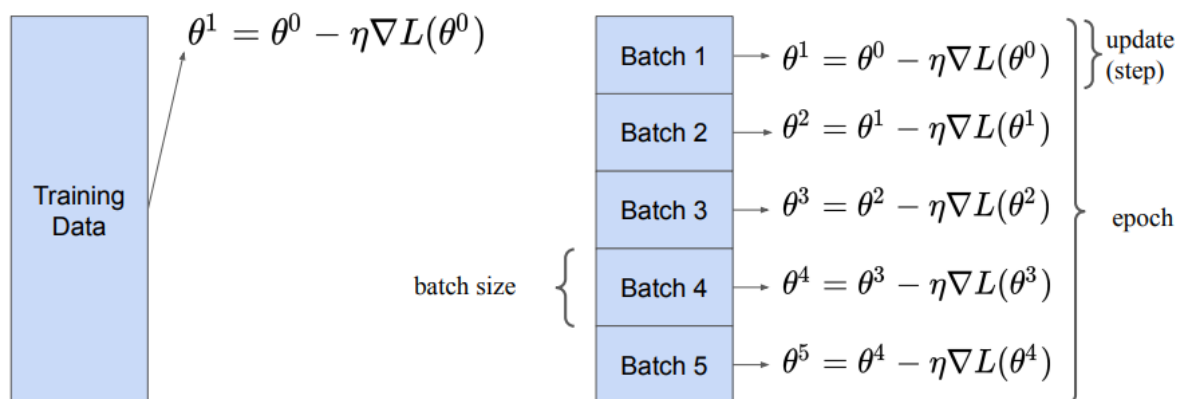 Training
Data
θ¹ = θ⁰ − η∇L(θ⁰)
batch size
Batch 1
θ¹ = θ⁰ − η∇L(θ⁰)
update
(step)
Batch 2
θ² = θ¹ − η∇L(θ¹)
Batch 3
θ³ = θ² − η∇L(θ²)
epoch
Batch 4
θ⁴ = θ³ − η∇L(θ³)
Batch 5
θ⁵ = θ⁴ − η∇L(θ⁴)